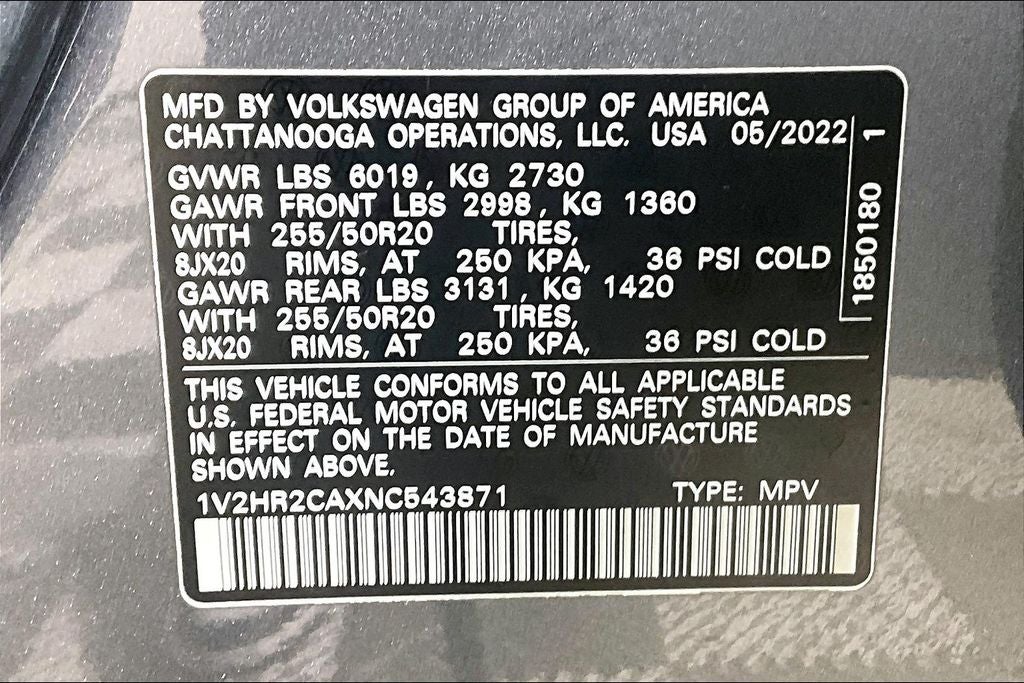 MFD BY VOLKSWAGEN GROUP OF AMERICA
CHATTANOOGA OPERATIONS, LLC. USA 05/2022
GVWR LBS 6019, KG 2730
GAWR FRONT LBS 2998, KG 1360
WITH 255/50R20 TIRES,
8JX20 RIMS, AT 250 KPA, 36 PSI COLD
GAWR REAR LBS 3131, KG 1420
WITH 255/50R20 TIRES,
8JX20 RIMS, AT 250 KPA, 36 PSI COLD
1850180 1
THIS VEHICLE CONFORMS TO ALL APPLICABLE
U.S. FEDERAL MOTOR VEHICLE SAFETY STANDARDS
IN EFFECT ON THE DATE OF MANUFACTURE
SHOWN ABOVE.
1V2HR2CAXNC543871 TYPE: MPV